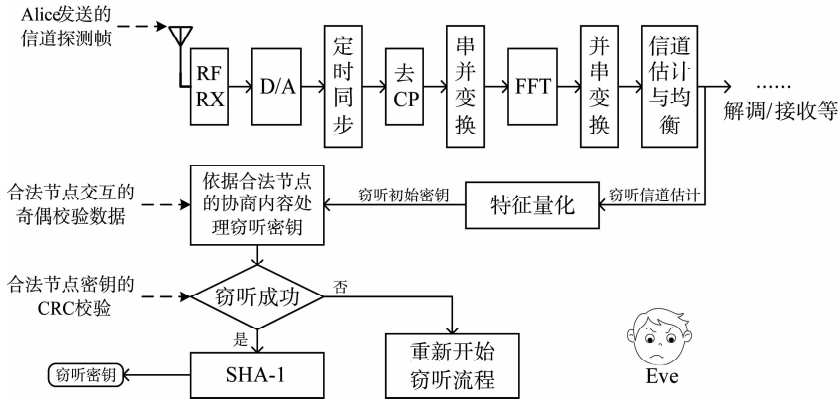 Alice发送的
信道探测帧
RF
RX
D/A
定时同步
去
CP
串并变换
FFT
并串变换
信道
估计
与均
衡
……
解调/接收等
合法节点交互的
奇偶校验数据
依据合法节点
的协商内容处
理窃听密钥
窃听初始密钥
特征量化
窃听信道估计
合法节点密钥的
CRC校验
窃听成功
否
是
SHA-1
窃听密钥
重新开始
窃听流程
Eve